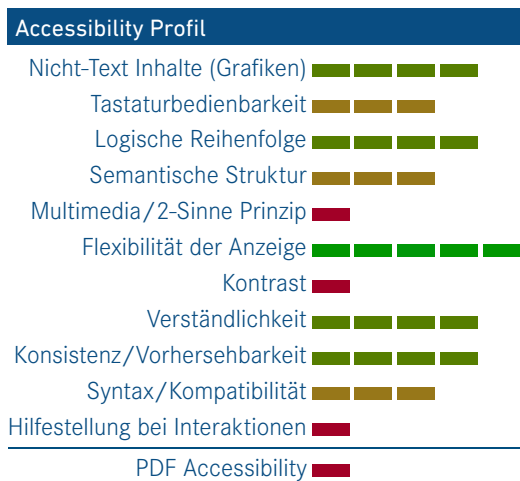 Accessibility Profil
Nicht-Text Inhalte (Grafiken)
Tastaturbedienbarkeit
Logische Reihenfolge
Semantische Struktur
Multimedia/2-Sinne Prinzip
Flexibilität der Anzeige
Kontrast
Verständlichkeit
Konsistenz/Vorhersehbarkeit
Syntax/Kompatibilität
Hilfestellung bei Interaktionen
PDF Accessibility